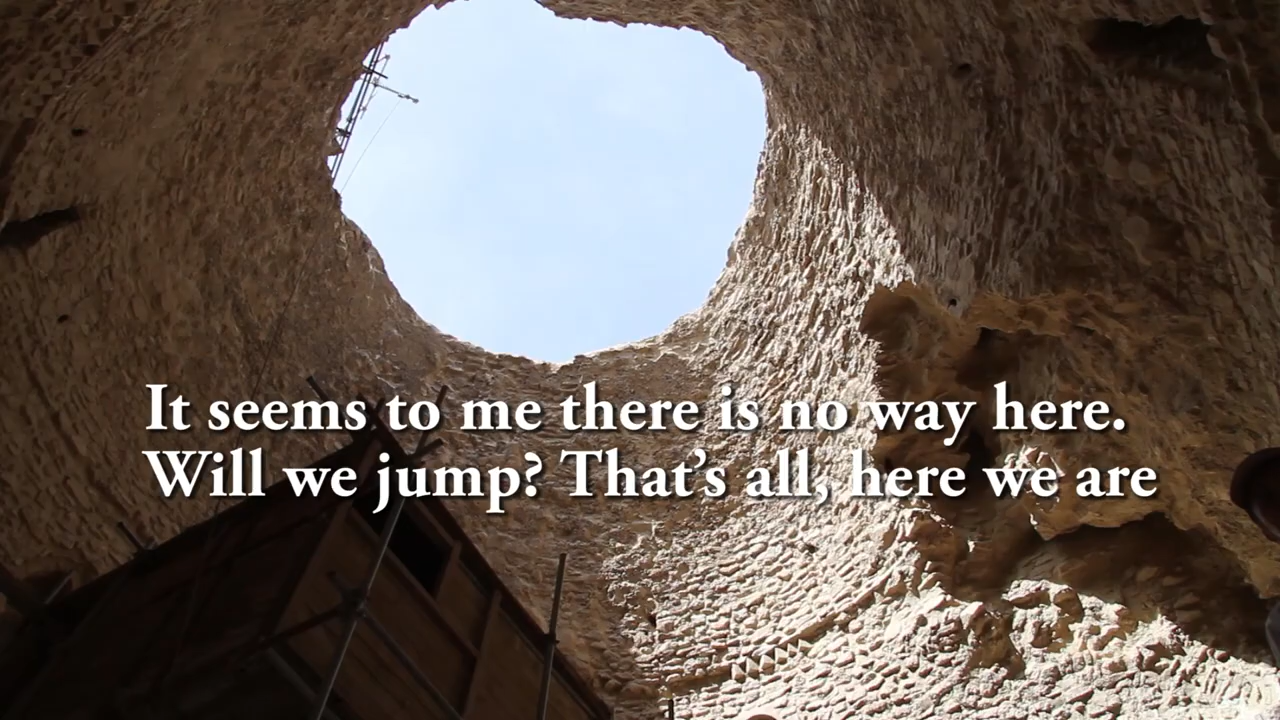 It seems to me there is no way here.
Will we jump? That’s all, here we are